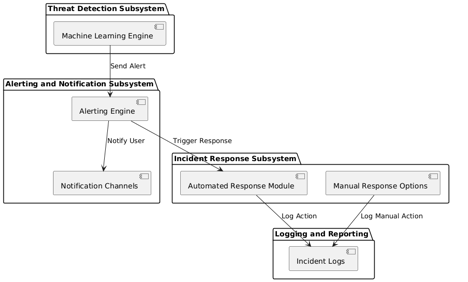 Threat Detection Subsystem
Machine Learning Engine
Send Alert
Alerting and Notification Subsystem
Alerting Engine
Notify User
Trigger Response
Incident Response Subsystem
Notification Channels
Automated Response Module
Manual Response Options
Log Action
Log Manual Action
Logging and Reporting
Incident Logs